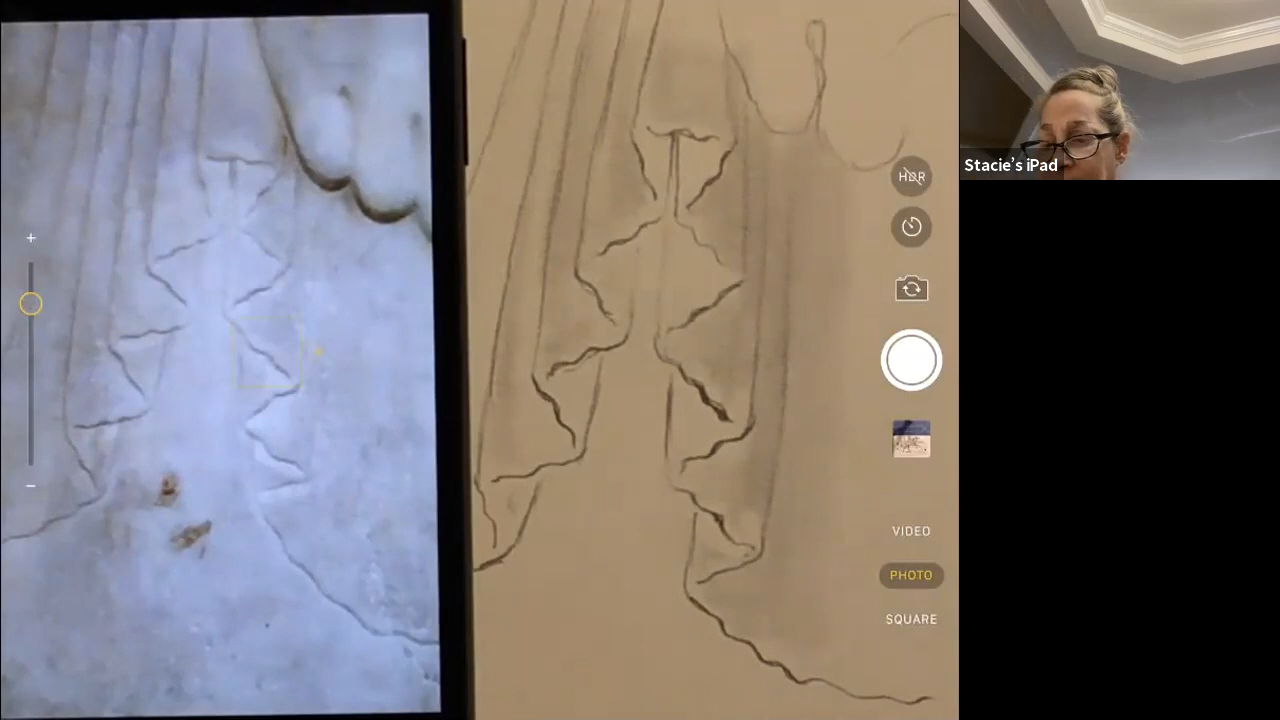 HDR
Stacie's iPad
+
−
VIDEO
PHOTO
SQUARE